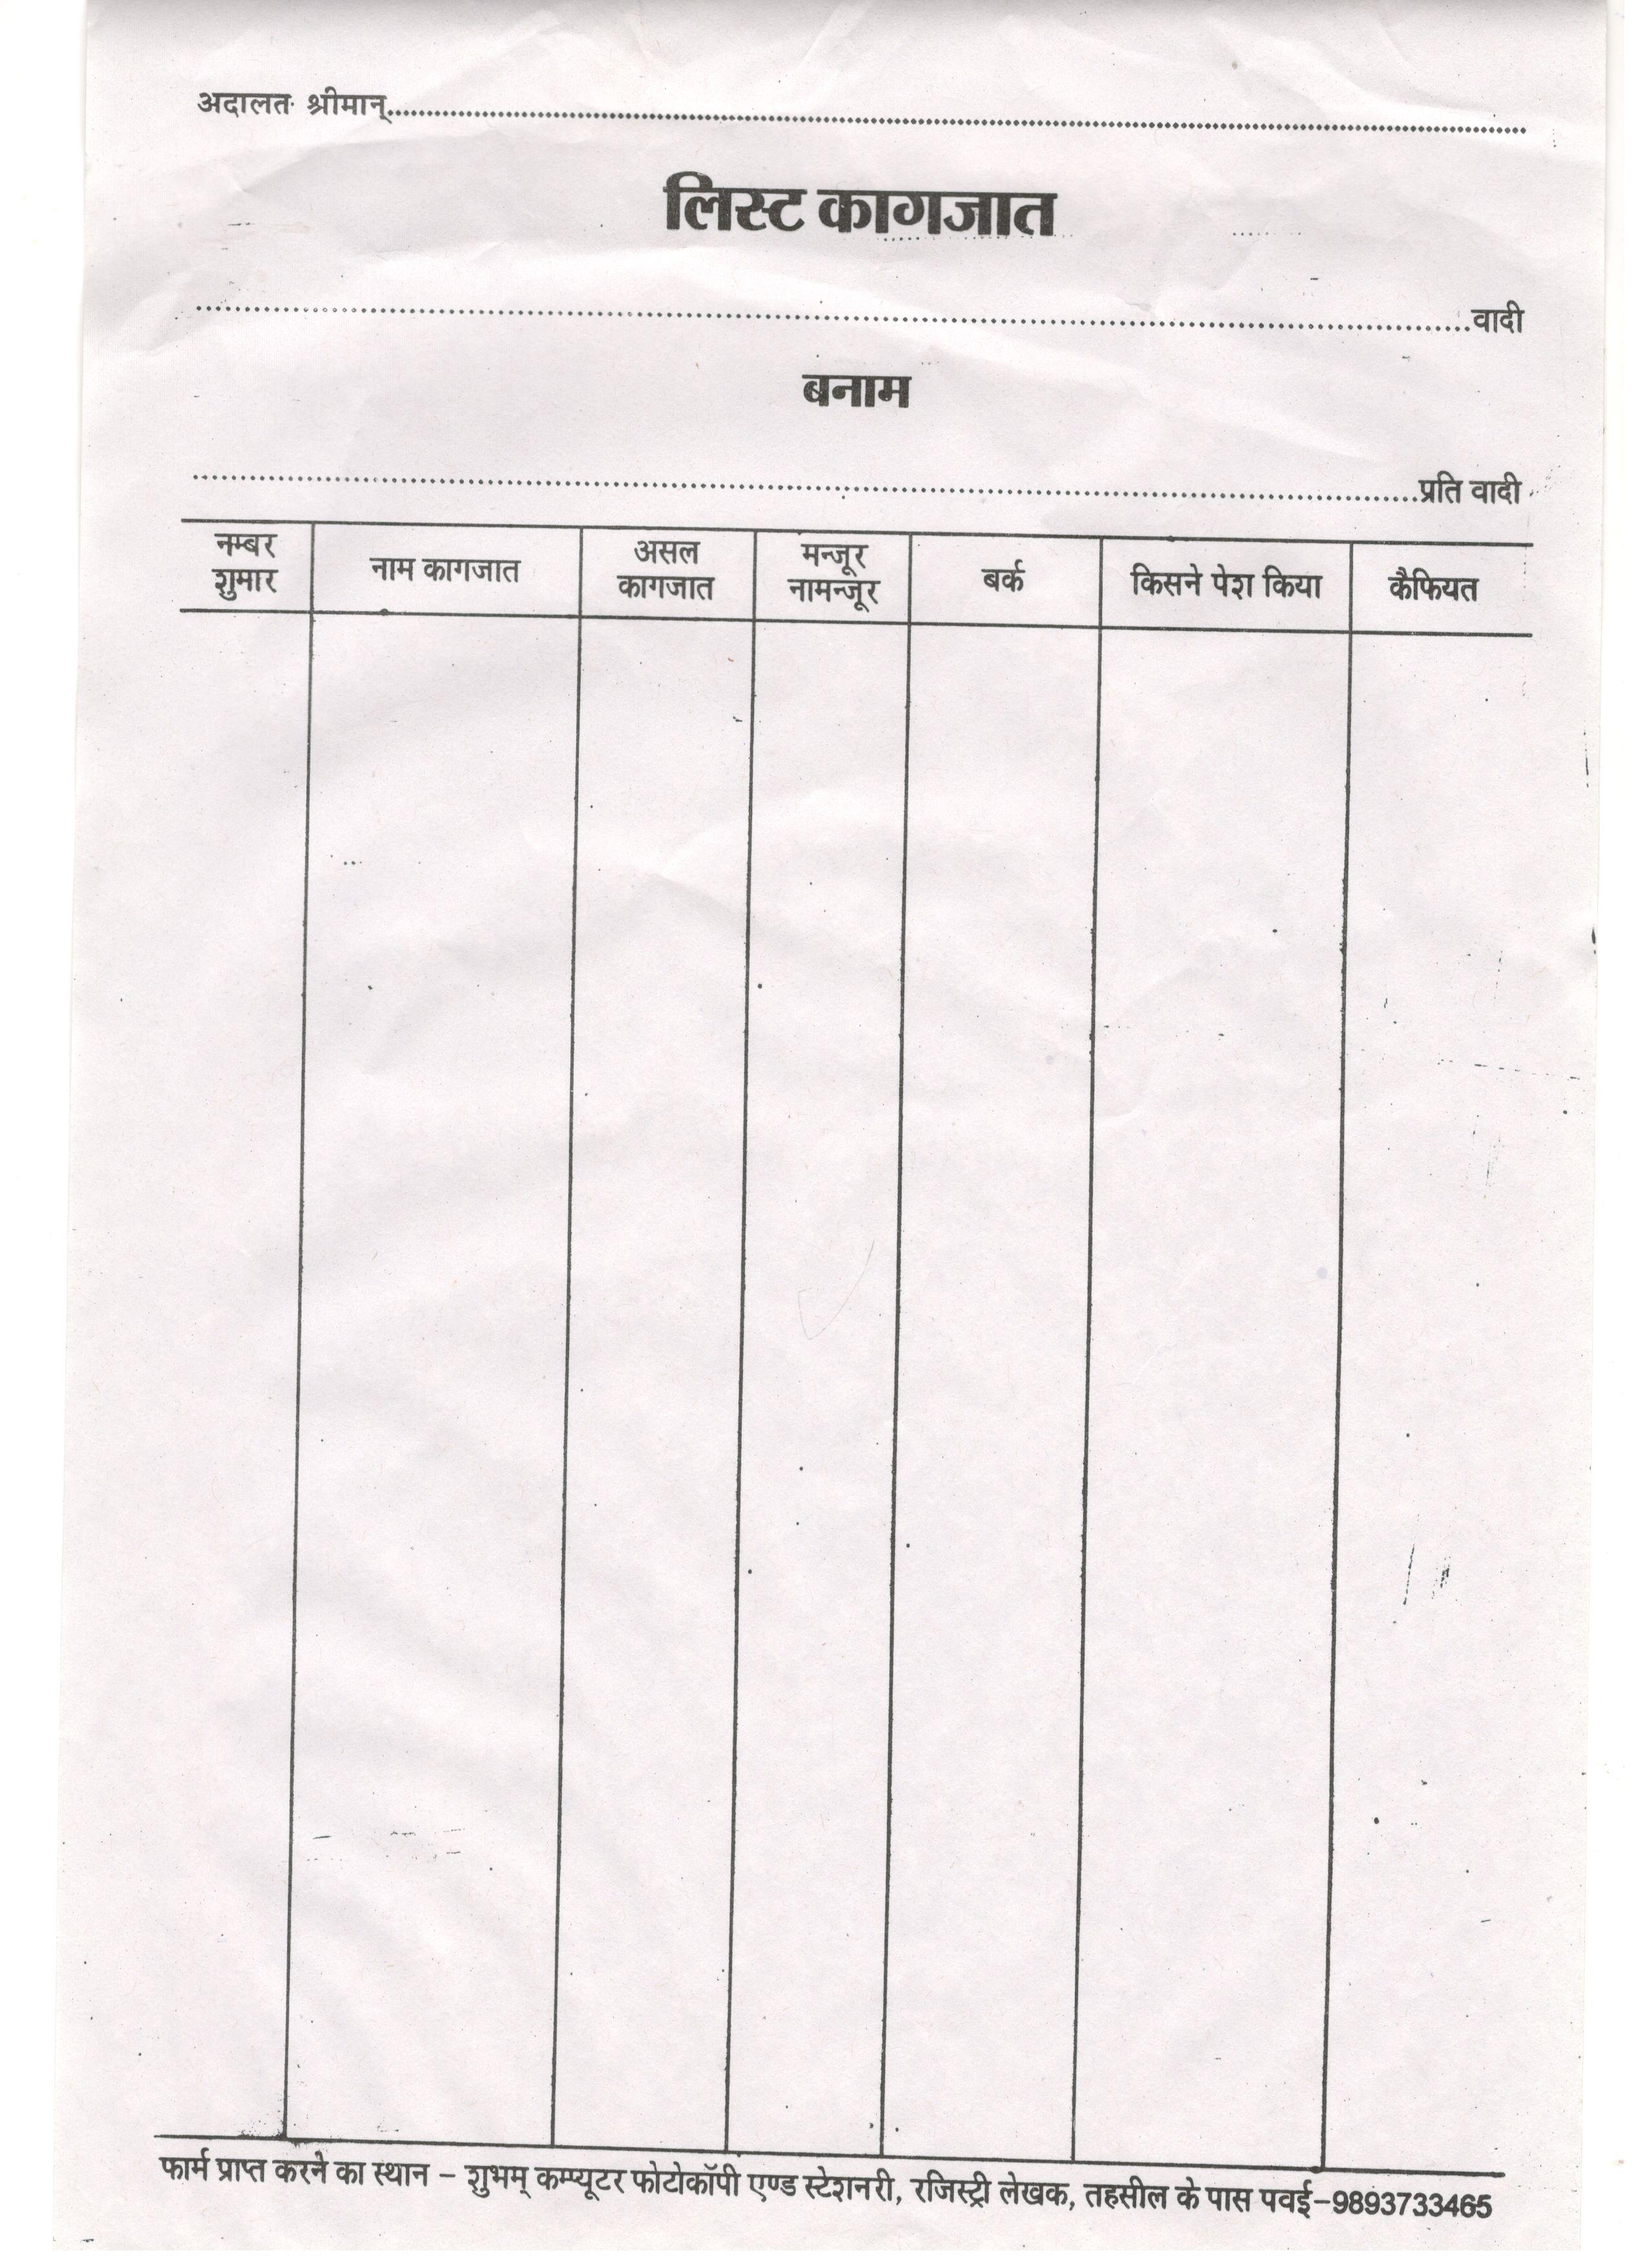 अदालत श्रीमान्
लिस्ट कागजात
वादी
बनाम
प्रति वादी
नम्बर शुमार
नाम कागजात
असल कागजात
मन्जूर नामन्जूर
बर्क
किसने पेश किया
कैफियत
फार्म प्राप्त करने का स्थान – शुभम् कम्प्यूटर फोटोकॉपी एण्ड स्टेशनरी, रजिस्ट्री लेखक, तहसील के पास पवई–9893733465